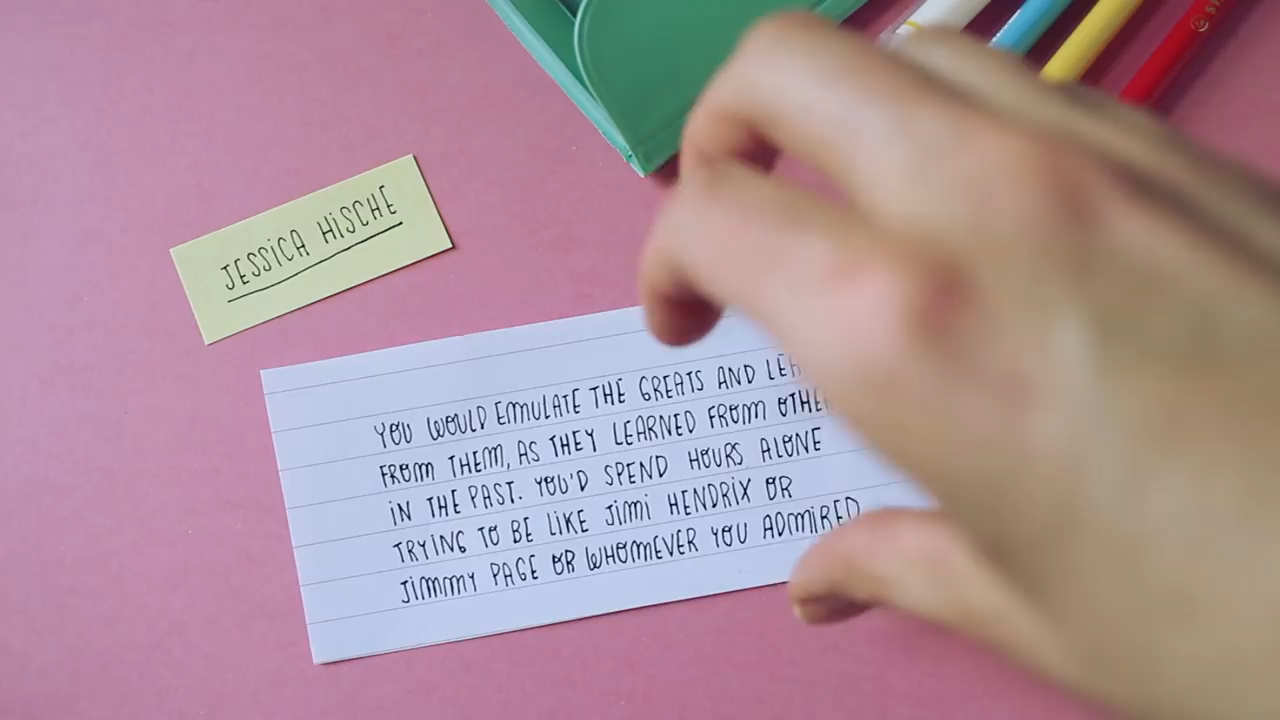 JESSICA HISCHE
YOU WOULD EMULATE THE GREATS AND
FROM THEM, AS THEY LEARNED FROM
IN THE PAST. YOU'D SPEND HOURS ALONE
TRYING TO BE LIKE JIMI HENDRIX OR
JIMMY PAGE OR WHOMEVER YOU ADMIRED